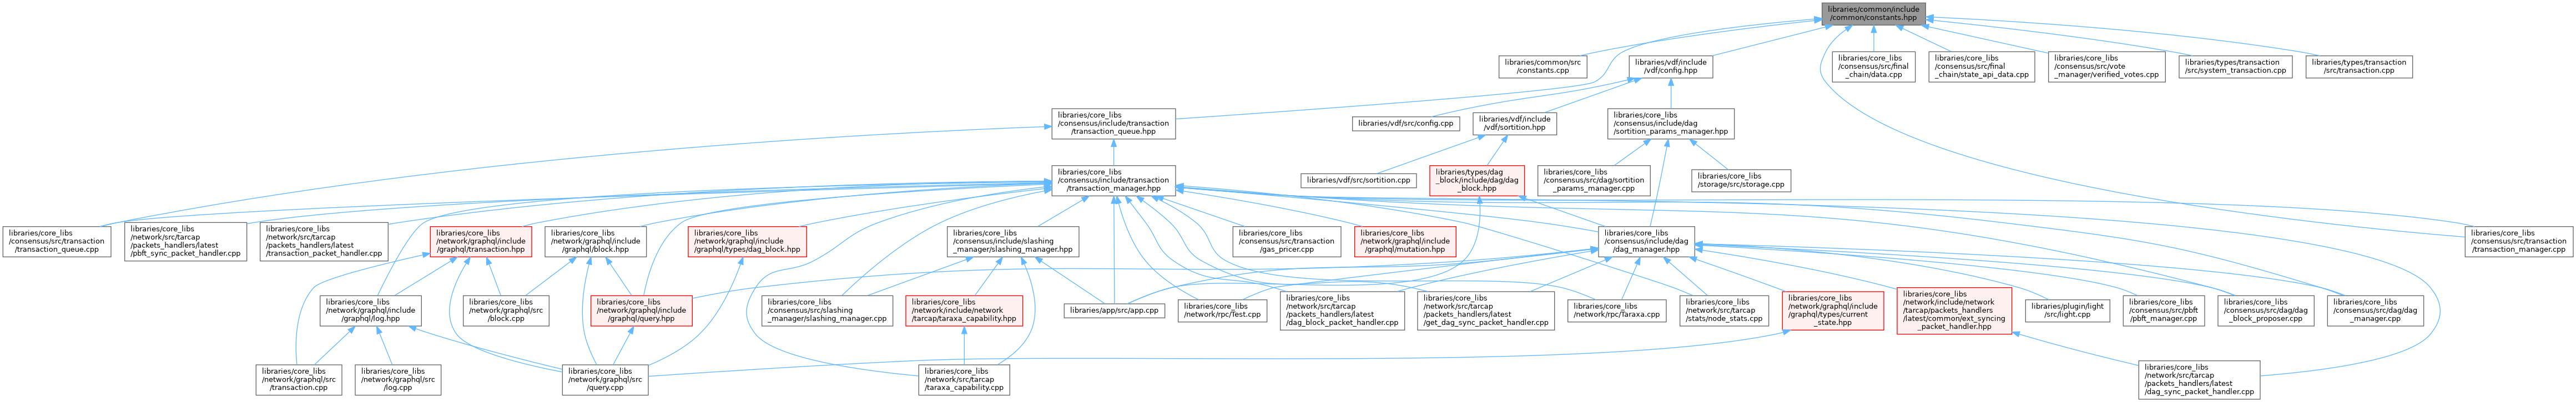 libraries/common/include
/common/constants.hpp
libraries/common/src
/constants.cpp
libraries/vdf/include
/vdf/config.hpp
libraries/core_libs
/consensus/src/final
_chain/data.cpp
libraries/core_libs
/consensus/src/final
_chain/state_api_data.cpp
libraries/core_libs
/consensus/src/vote
_manager/verified_votes.cpp
libraries/types/transaction
/src/system_transaction.cpp
libraries/types/transaction
/src/transaction.cpp
libraries/core_libs
/consensus/include/transaction
/transaction_queue.hpp
libraries/vdf/src/config.cpp
libraries/vdf/include
/vdf/sortition.hpp
libraries/core_libs
/consensus/include/dag
/sortition_params_manager.hpp
libraries/core_libs
/consensus/include/transaction
/transaction_manager.hpp
libraries/vdf/src/sortition.cpp
libraries/types/dag
_block/include/dag/dag
_block.hpp
libraries/core_libs
/consensus/src/dag/sortition
_params_manager.cpp
libraries/core_libs
/storage/src/storage.cpp
libraries/core_libs
/consensus/src/transaction
/transaction_queue.cpp
libraries/core_libs
/network/src/tarcap
/packets_handlers/latest
/pbft_sync_packet_handler.cpp
libraries/core_libs
/network/src/tarcap
/packets_handlers/latest
/transaction_packet_handler.cpp
libraries/core_libs
/network/graphql/include
/graphql/transaction.hpp
libraries/core_libs
/network/graphql/include
/graphql/block.hpp
libraries/core_libs
/network/graphql/include
/graphql/types/dag_block.hpp
libraries/core_libs
/consensus/include/slashing
_manager/slashing_manager.hpp
libraries/core_libs
/consensus/src/transaction
/gas_pricer.cpp
libraries/core_libs
/network/graphql/include
/graphql/mutation.hpp
libraries/core_libs
/consensus/include/dag
/dag_manager.hpp
libraries/core_libs
/consensus/src/transaction
/transaction_manager.cpp
libraries/core_libs
/network/graphql/include
/graphql/log.hpp
libraries/core_libs
/network/graphql/src
/block.cpp
libraries/core_libs
/network/graphql/include
/graphql/query.hpp
libraries/core_libs
/consensus/src/slashing
_manager/slashing_manager.cpp
libraries/core_libs
/network/include/network
/tarcap/taraxa_capability.hpp
libraries/app/src/app.cpp
libraries/core_libs
/network/rpc/Test.cpp
libraries/core_libs
/network/src/tarcap
/packets_handlers/latest
/dag_block_packet_handler.cpp
libraries/core_libs
/network/src/tarcap
/packets_handlers/latest
/get_dag_sync_packet_handler.cpp
libraries/core_libs
/network/rpc/Taraxa.cpp
libraries/core_libs
/network/src/tarcap
/stats/node_stats.cpp
libraries/core_libs
/network/graphql/include
/graphql/types/current
_state.hpp
libraries/core_libs
/network/include/network
/tarcap/packets_handlers
/latest/common/ext_syncing
_packet_handler.hpp
libraries/plugin/light
/src/light.cpp
libraries/core_libs
/consensus/src/pbft
/pbft_manager.cpp
libraries/core_libs
/consensus/src/dag/dag
_block_proposer.cpp
libraries/core_libs
/consensus/src/dag/dag
_manager.cpp
libraries/core_libs
/network/graphql/src
/transaction.cpp
libraries/core_libs
/network/graphql/src
/log.cpp
libraries/core_libs
/network/graphql/src
/query.cpp
libraries/core_libs
/network/src/tarcap
/taraxa_capability.cpp
libraries/core_libs
/network/src/tarcap
/packets_handlers/latest
/dag_sync_packet_handler.cpp